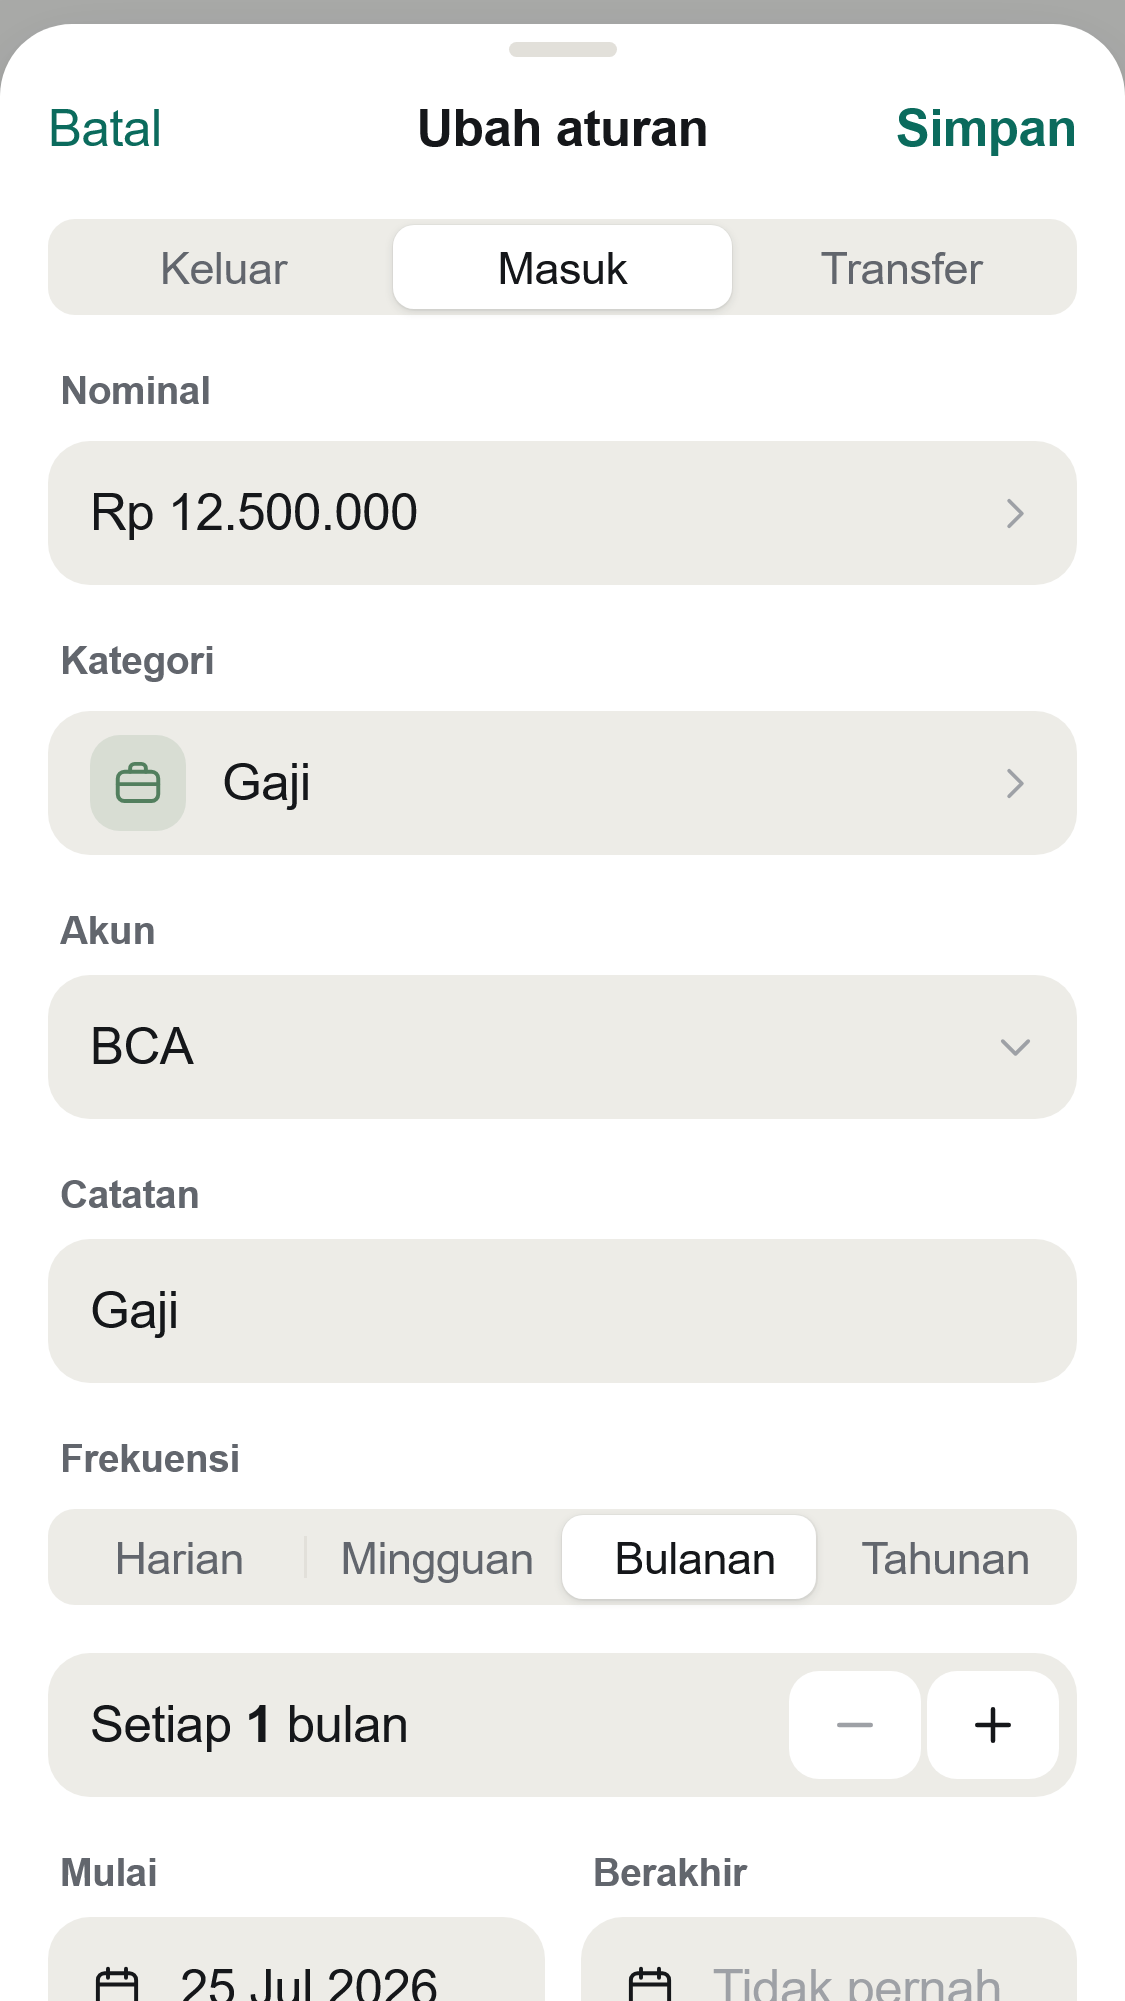 Batal Ubah aturan Simpan
Keluar Masuk Transfer
Nominal
Rp 12.500.000
Kategori
Gaji
Akun
BCA
Catatan
Gaji
Frekuensi
Harian Mingguan Bulanan Tahunan
Setiap 1 bulan
Mulai Berakhir
25 Jul 2026 Tidak pernah